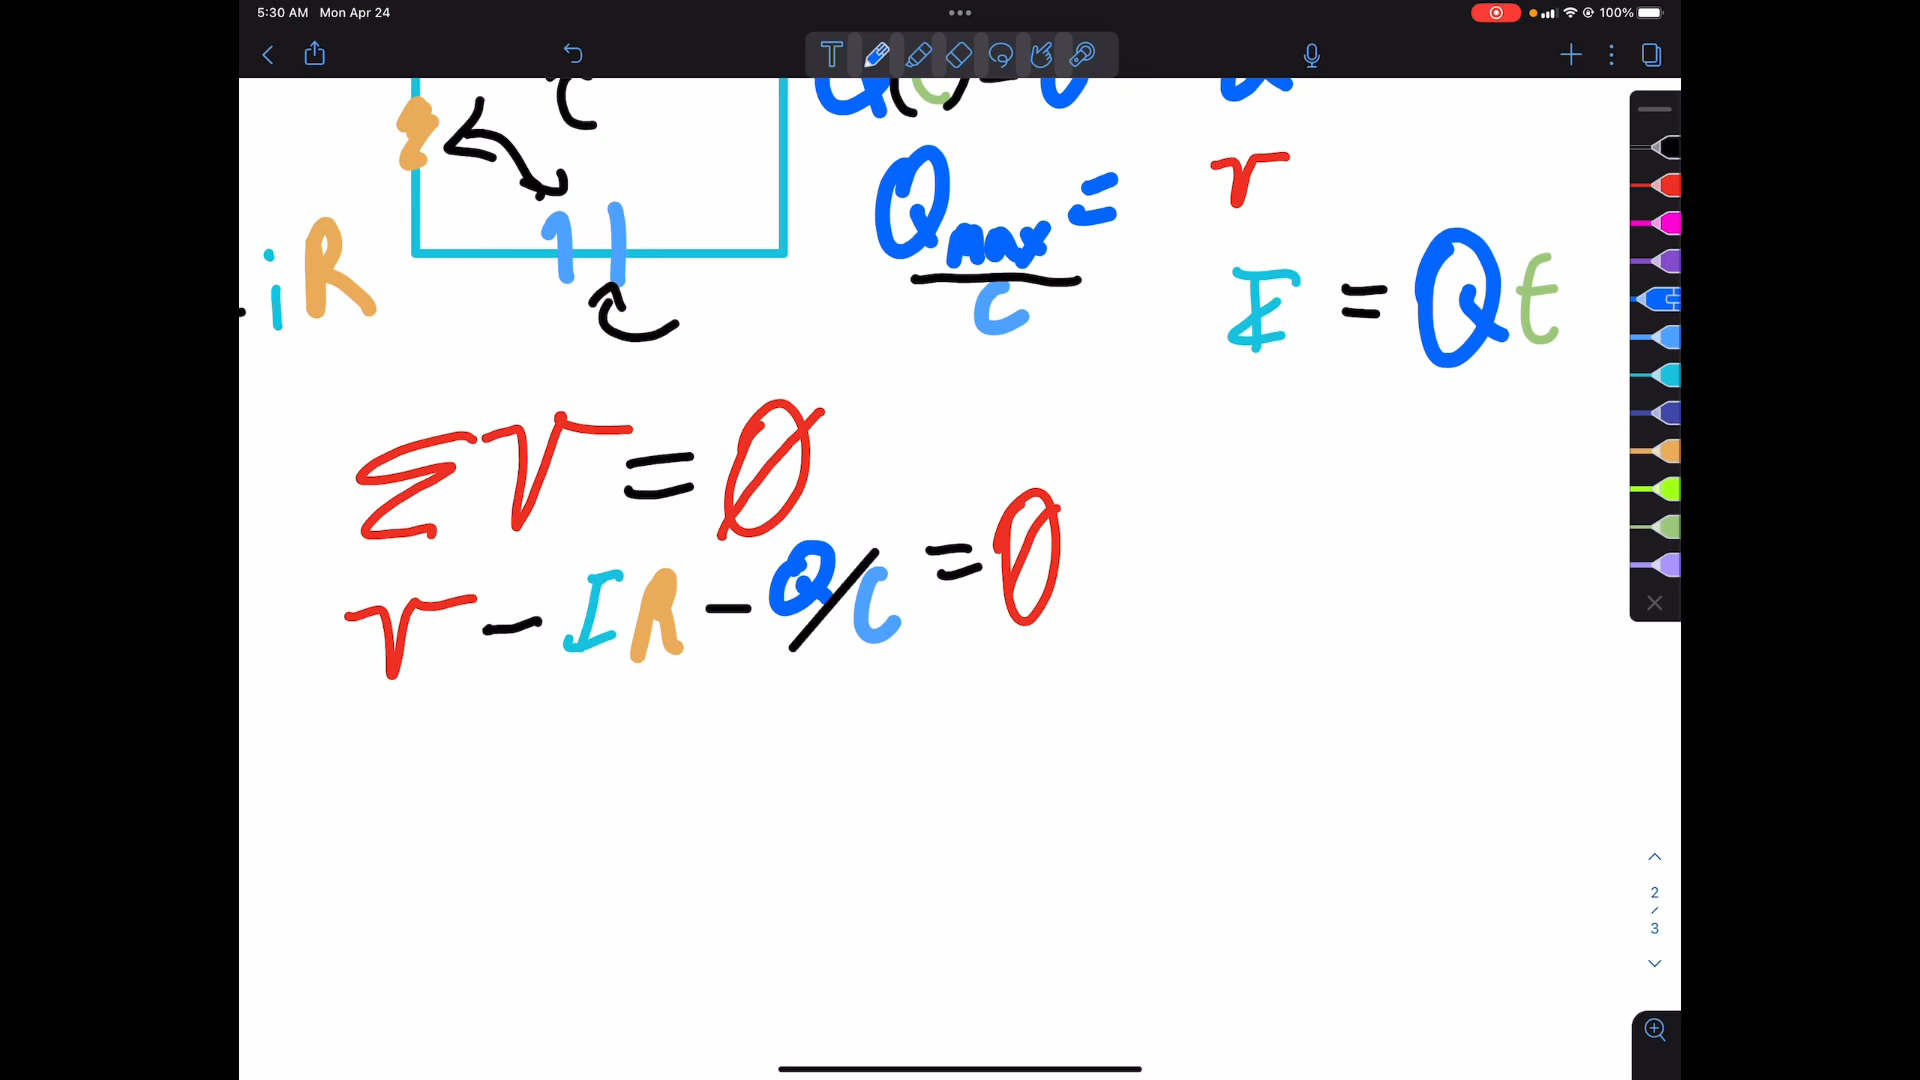 5:30 AM Mon Apr 24
100%
T
Q(t) =
Qmax =
C
V
I = Qt
- iR
ΣV = 0
V - IR - Q/C = 0
2
/
3